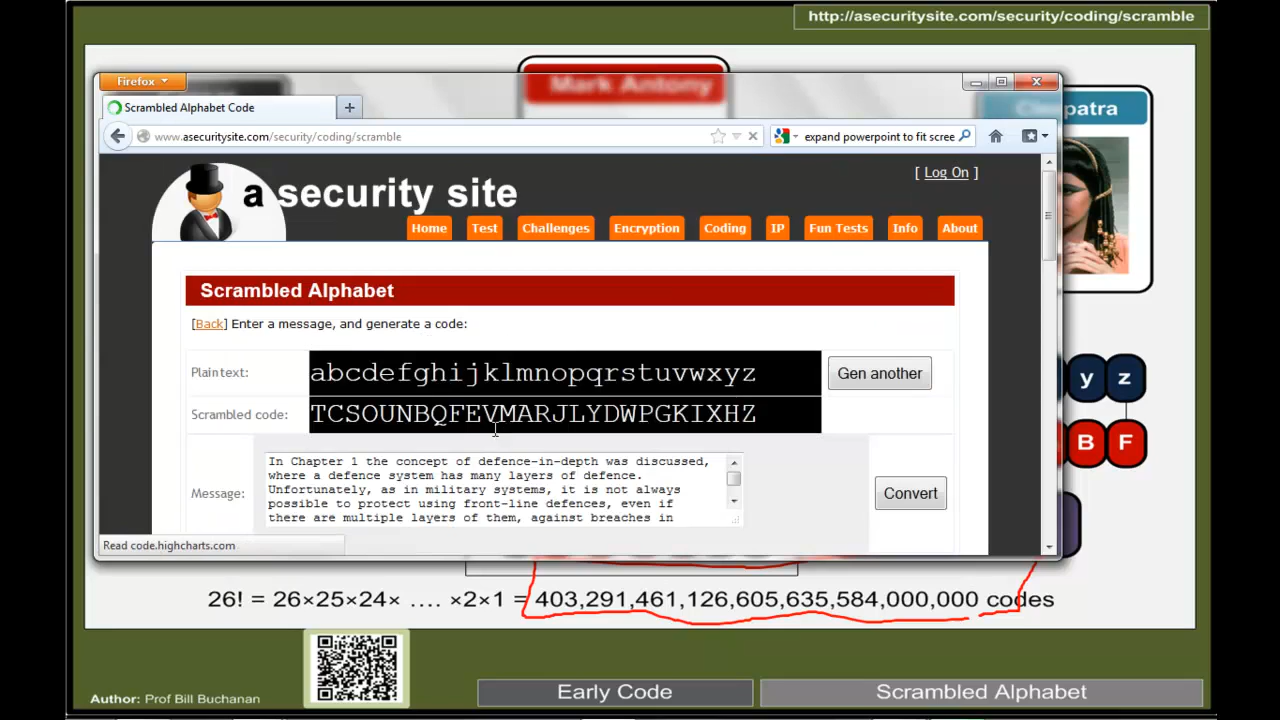 http://asecuritysite.com/security/coding/scramble
Mark Antony
patra
Firefox
Scrambled Alphabet Code
www.asecuritysite.com/security/coding/scramble
expand powerpoint to fit scree
[ Log On ]
a security site
Home Test Challenges Encryption Coding IP Fun Tests Info About
Scrambled Alphabet
[Back] Enter a message, and generate a code:
Plaintext: abcdefghijklmnopqrstuvwxyz Gen another
Scrambled code: TCSOUNBQFEVMARJLYDWPGKIXHZ
y z
B F
Message:
In Chapter 1 the concept of defence-in-depth was discussed,
where a defence system has many layers of defence.
Unfortunately, as in military systems, it is not always
possible to protect using front-line defences, even if
there are multiple layers of them, against breaches in
Convert
Read code.highcharts.com
26! = 26×25×24× .... ×2×1 = 403,291,461,126,605,635,584,000,000 codes
Author: Prof Bill Buchanan
Early Code
Scrambled Alphabet